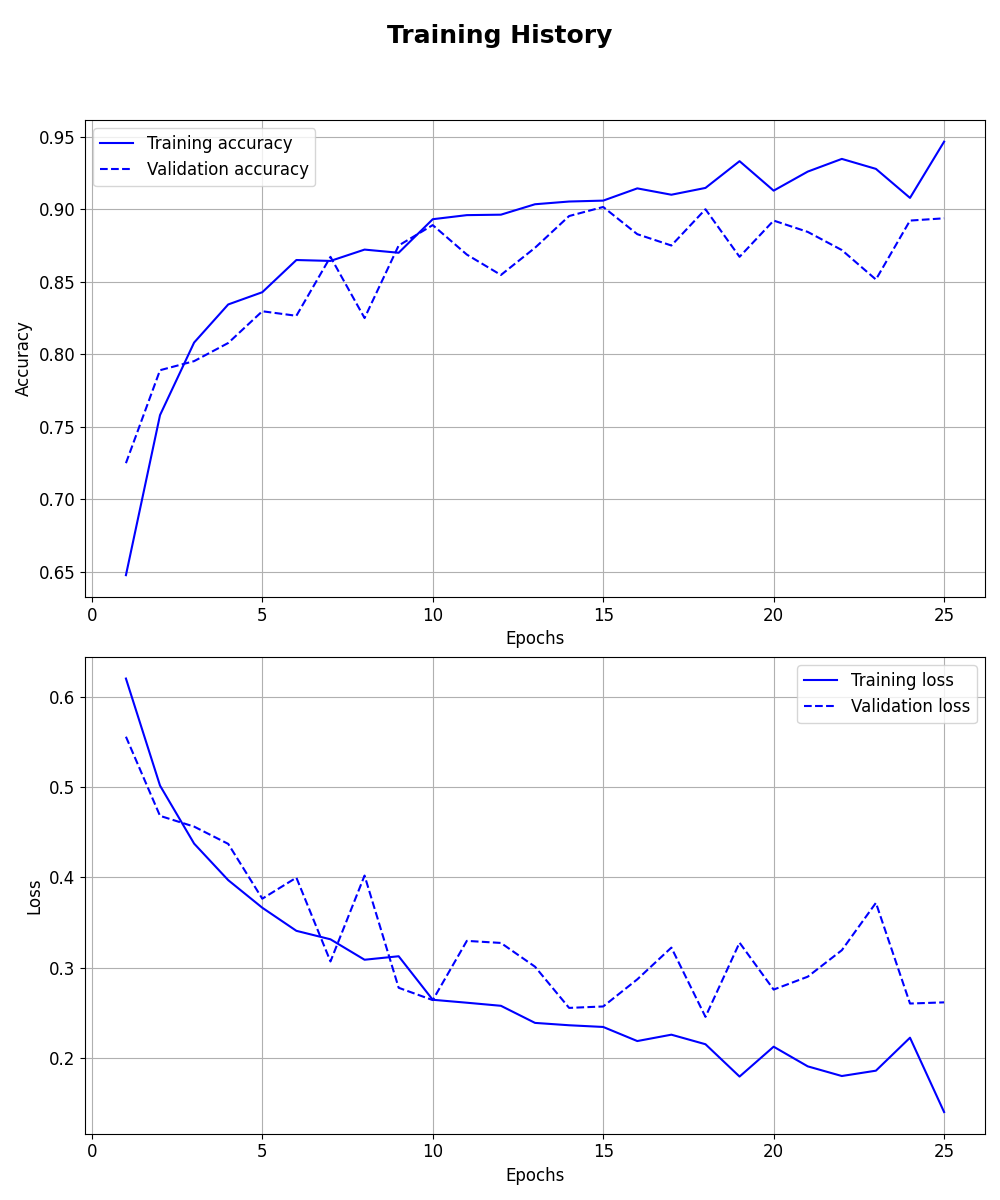 Training History
0.95
0.90
0.85
0.80
0.75
0.70
0.65
Accuracy
Training accuracy
Validation accuracy
0 5 10 15 20 25
Epochs
0.6
0.5
0.4
0.3
0.2
Loss
Training loss
Validation loss
0 5 10 15 20 25
Epochs